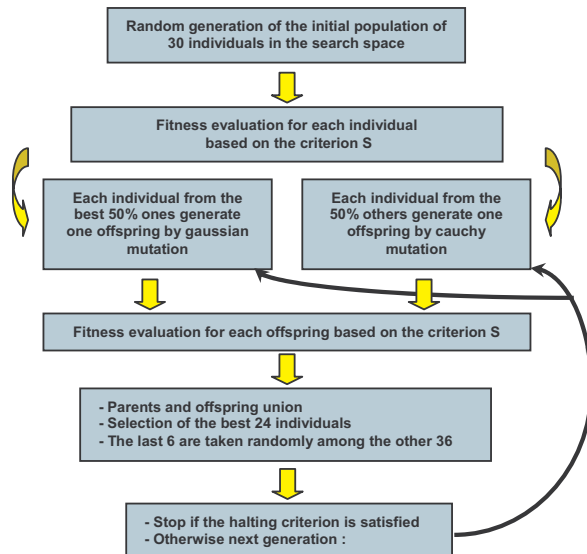 Random generation of the initial population of
30 individuals in the search space
Fitness evaluation for each individual
based on the criterion S
Each individual from the
best 50% ones generate
one offspring by gaussian
mutation
Each individual from the
50% others generate one
offspring by cauchy
mutation
Fitness evaluation for each offspring based on the criterion S
- Parents and offspring union
- Selection of the best 24 individuals
- The last 6 are taken randomly among the other 36
- Stop if the halting criterion is satisfied
- Otherwise next generation :